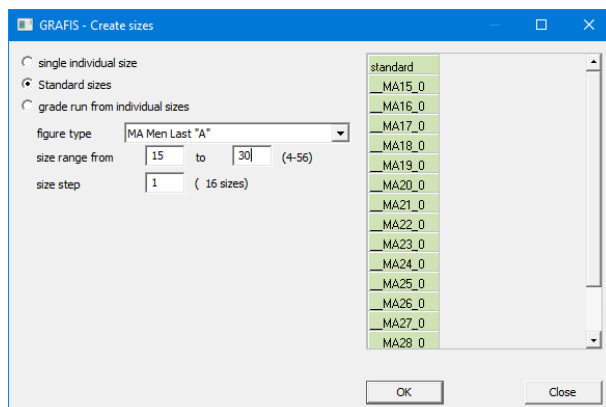 GRAFIS - Create sizes
single individual size
Standard sizes
grade run from individual sizes
figure type MA Men Last "A"
size range from 15 to 30 (4-56)
size step 1 ( 16 sizes)
standard
__MA15_0
__MA16_0
__MA17_0
__MA18_0
__MA19_0
__MA20_0
__MA21_0
__MA22_0
__MA23_0
__MA24_0
__MA25_0
__MA26_0
__MA27_0
MA28 0
OK Close